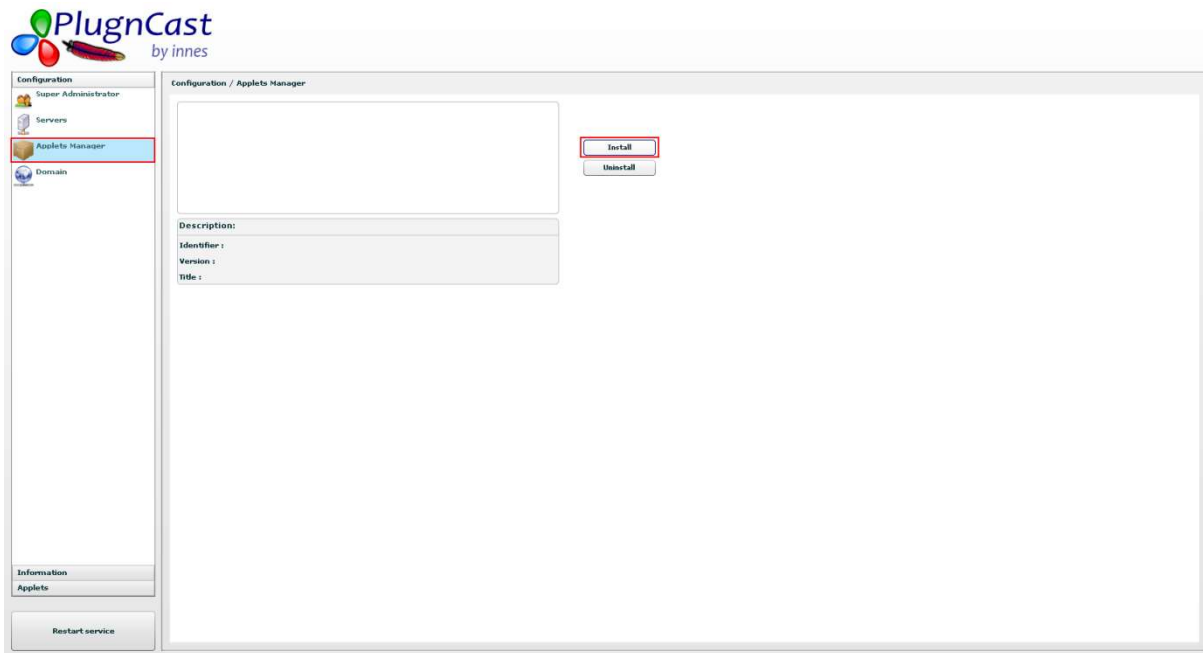 PlugnCast
by innes
Configuration
Super Administrator
Servers
Applets Manager
Domain
Information
Applets
Restart service
Configuration / Applets Manager
Install
Uninstall
Description:
Identifier :
Version :
Title :